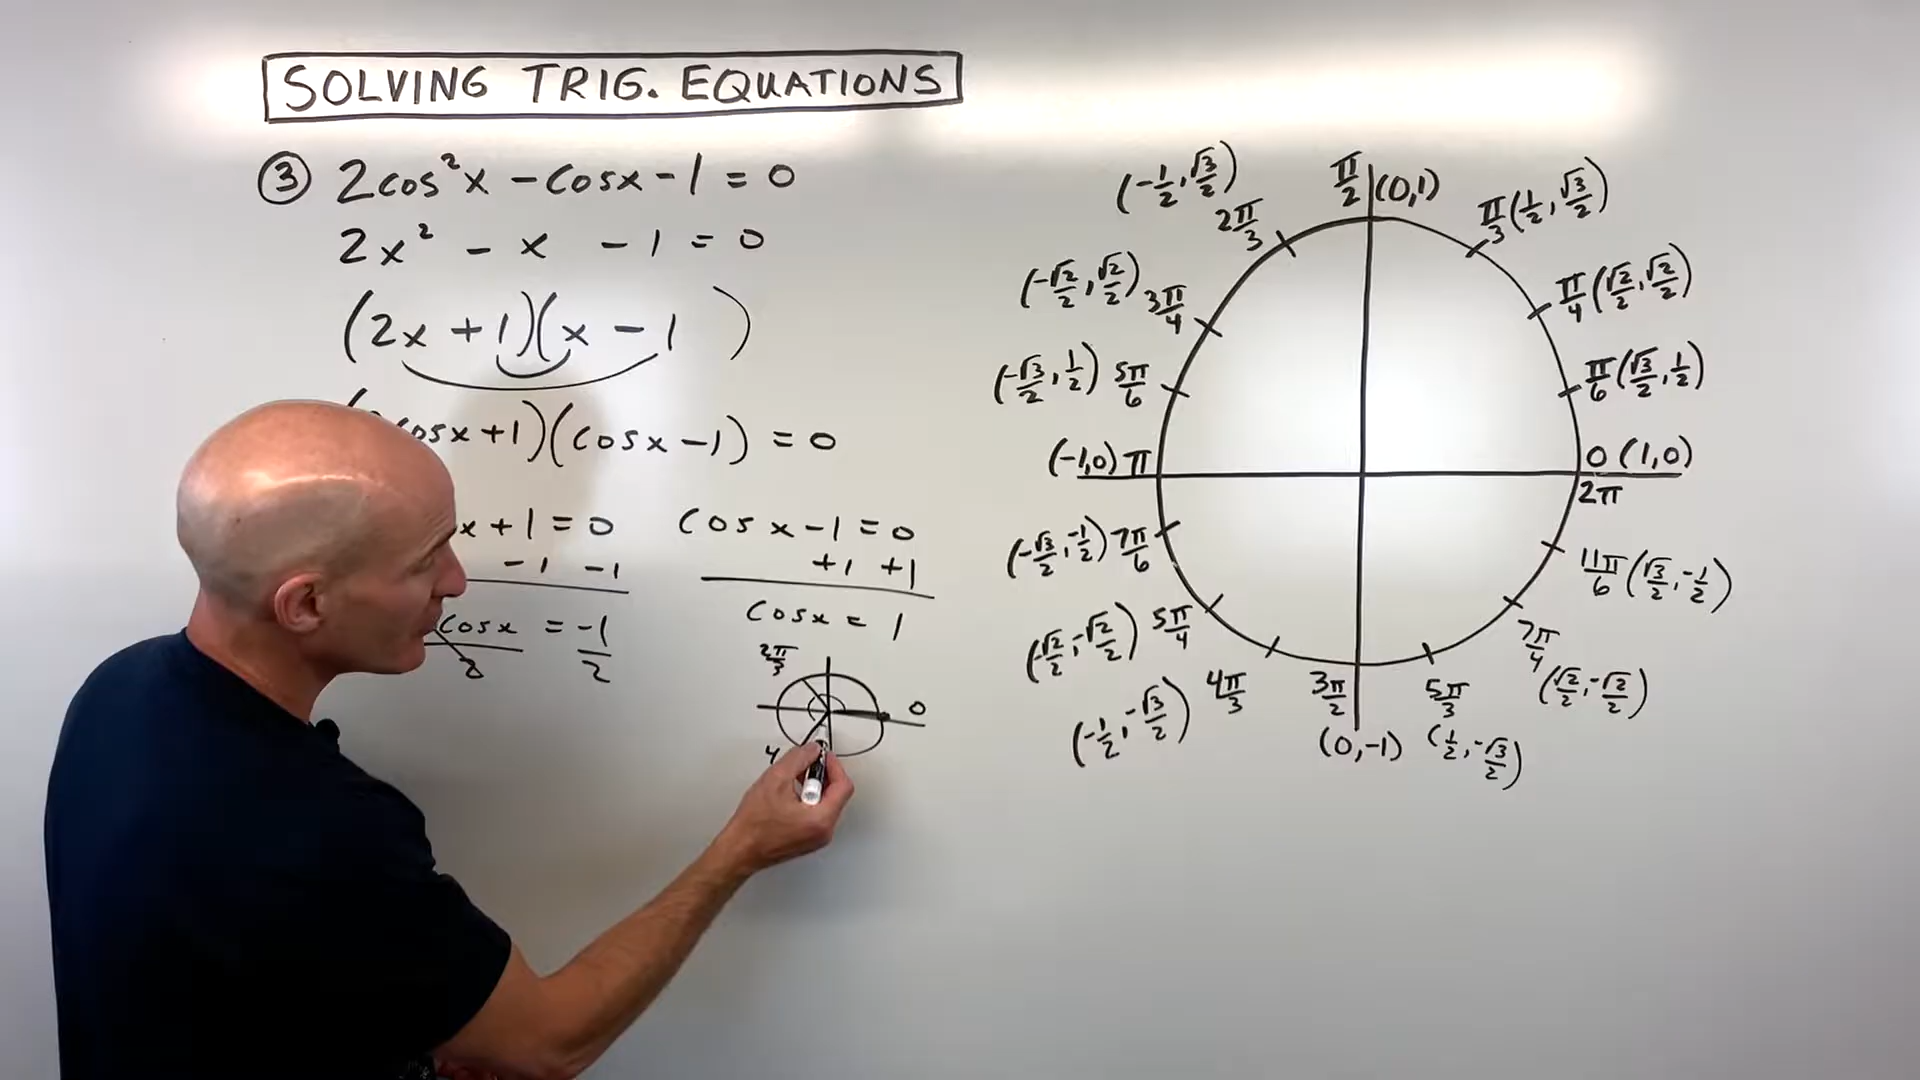 SOLVING TRIG. EQUATIONS
③ 2cos²x - cosx - 1 = 0
2x² - x - 1 = 0
(2x + 1)(x - 1 )
cosx + 1)(cosx - 1) = 0
x + 1 = 0
- 1 - 1
cosx = -1/2
2
cosx - 1 = 0
+1 +1
cosx = 1
2π/3
0
4
π/2 (0,1)
π/3 (1/2, √3/2)
π/4 (√2/2, √2/2)
π/6 (√3/2, 1/2)
0 (1,0)
2π
11π/6 (√3/2, -1/2)
7π/4
(√2/2, -√2/2)
5π/3
(1/2, -√3/2)
3π/2
(0,-1)
4π/3
(-1/2, -√3/2)
5π/4
(-√2/2, -√2/2)
(-√3/2, -1/2) 7π/6
(-1,0) π
(-√3/2, 1/2) 5π/6
(-√2/2, √2/2) 3π/4
(-1/2, √3/2)
2π/3